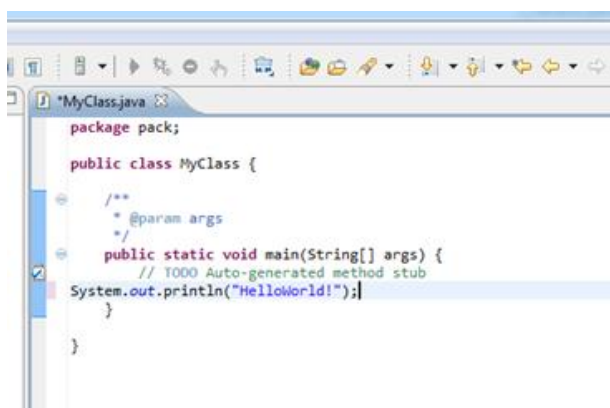 *MyClass.java
package pack;
public class MyClass {
/**
* @param args
*/
public static void main(String[] args) {
// TODO Auto-generated method stub
System.out.println("HelloWorld!");
}
}